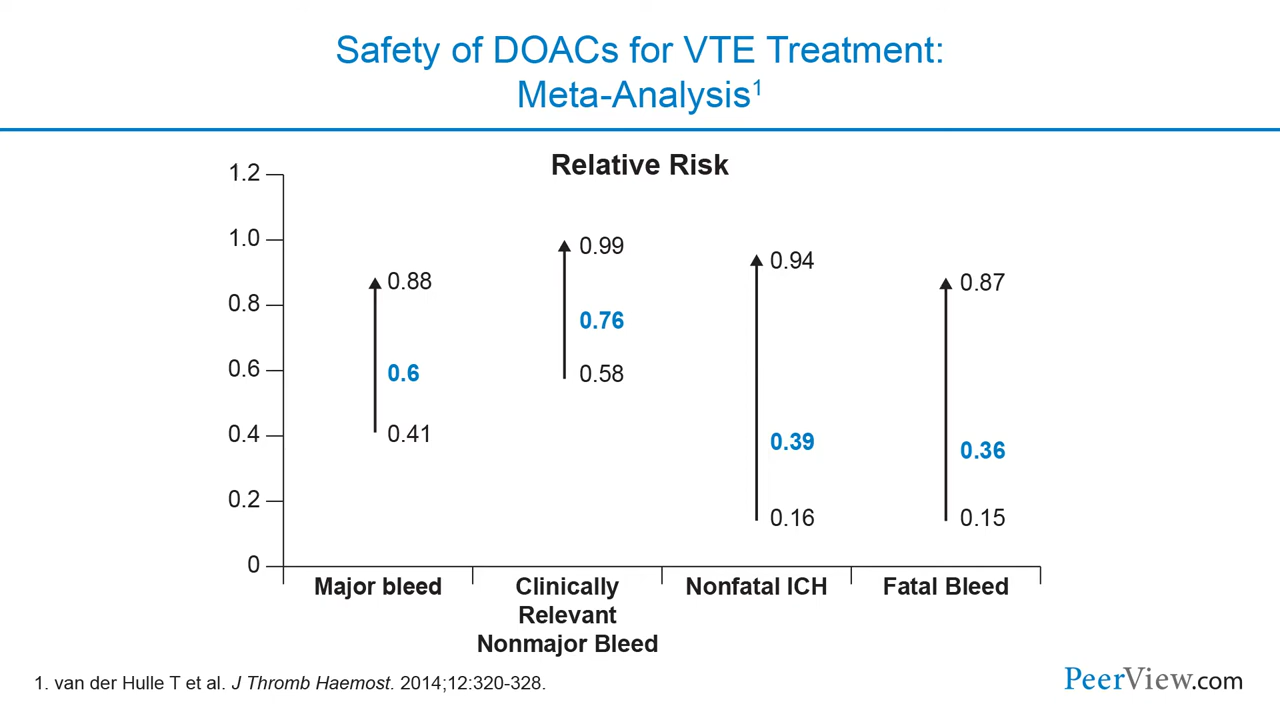 Safety of DOACs for VTE Treatment:
Meta-Analysis1
Relative Risk
1.2
1.0
0.8
0.6
0.4
0.2
0
0.88
0.6
0.41
0.99
0.76
0.58
0.94
0.39
0.16
0.87
0.36
0.15
Major bleed
Clinically
Relevant
Nonmajor Bleed
Nonfatal ICH
Fatal Bleed
1. van der Hulle T et al. J Thromb Haemost. 2014;12:320-328.
PeerView.com